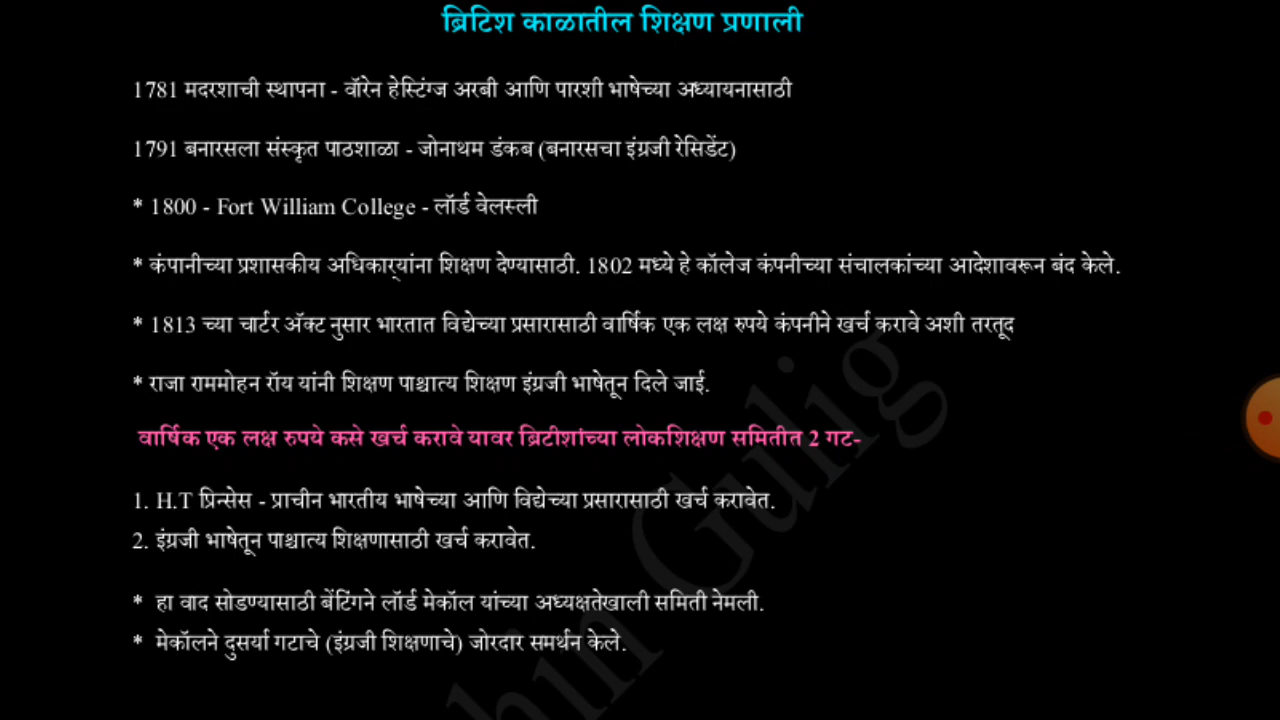 ब्रिटिश काळातील शिक्षण प्रणाली
1781 मदरशाची स्थापना - वॉरेन हेस्टिंग्ज अरबी आणि पारशी भाषेच्या अध्यायनासाठी
1791 बनारसला संस्कृत पाठशाळा - जोनाथम डंकब (बनारसचा इंग्रजी रेसिडेंट)
* 1800 - Fort William College - लॉर्ड वेलस्ली
* कंपानीच्या प्रशासकीय अधिकार्‍यांना शिक्षण देण्यासाठी. 1802 मध्ये हे कॉलेज कंपनीच्या संचालकांच्या आदेशावरून बंद केले.
* 1813 च्या चार्टर अ‍ॅक्ट नुसार भारतात विद्येच्या प्रसारासाठी वार्षिक एक लक्ष रुपये कंपनीने खर्च करावे अशी तरतूद
* राजा राममोहन रॉय यांनी शिक्षण पाश्चात्य शिक्षण इंग्रजी भाषेतून दिले जाई.
वार्षिक एक लक्ष रुपये कसे खर्च करावे यावर ब्रिटीशांच्या लोकशिक्षण समितीत 2 गट-
1. H.T प्रिन्सेस - प्राचीन भारतीय भाषेच्या आणि विद्येच्या प्रसारासाठी खर्च करावेत.
2. इंग्रजी भाषेतून पाश्चात्य शिक्षणासाठी खर्च करावेत.
* हा वाद सोडण्यासाठी बेंटिंगने लॉर्ड मेकॉल यांच्या अध्यक्षतेखाली समिती नेमली.
* मेकॉलने दुसर्या गटाचे (इंग्रजी शिक्षणाचे) जोरदार समर्थन केले.
hin Gulig